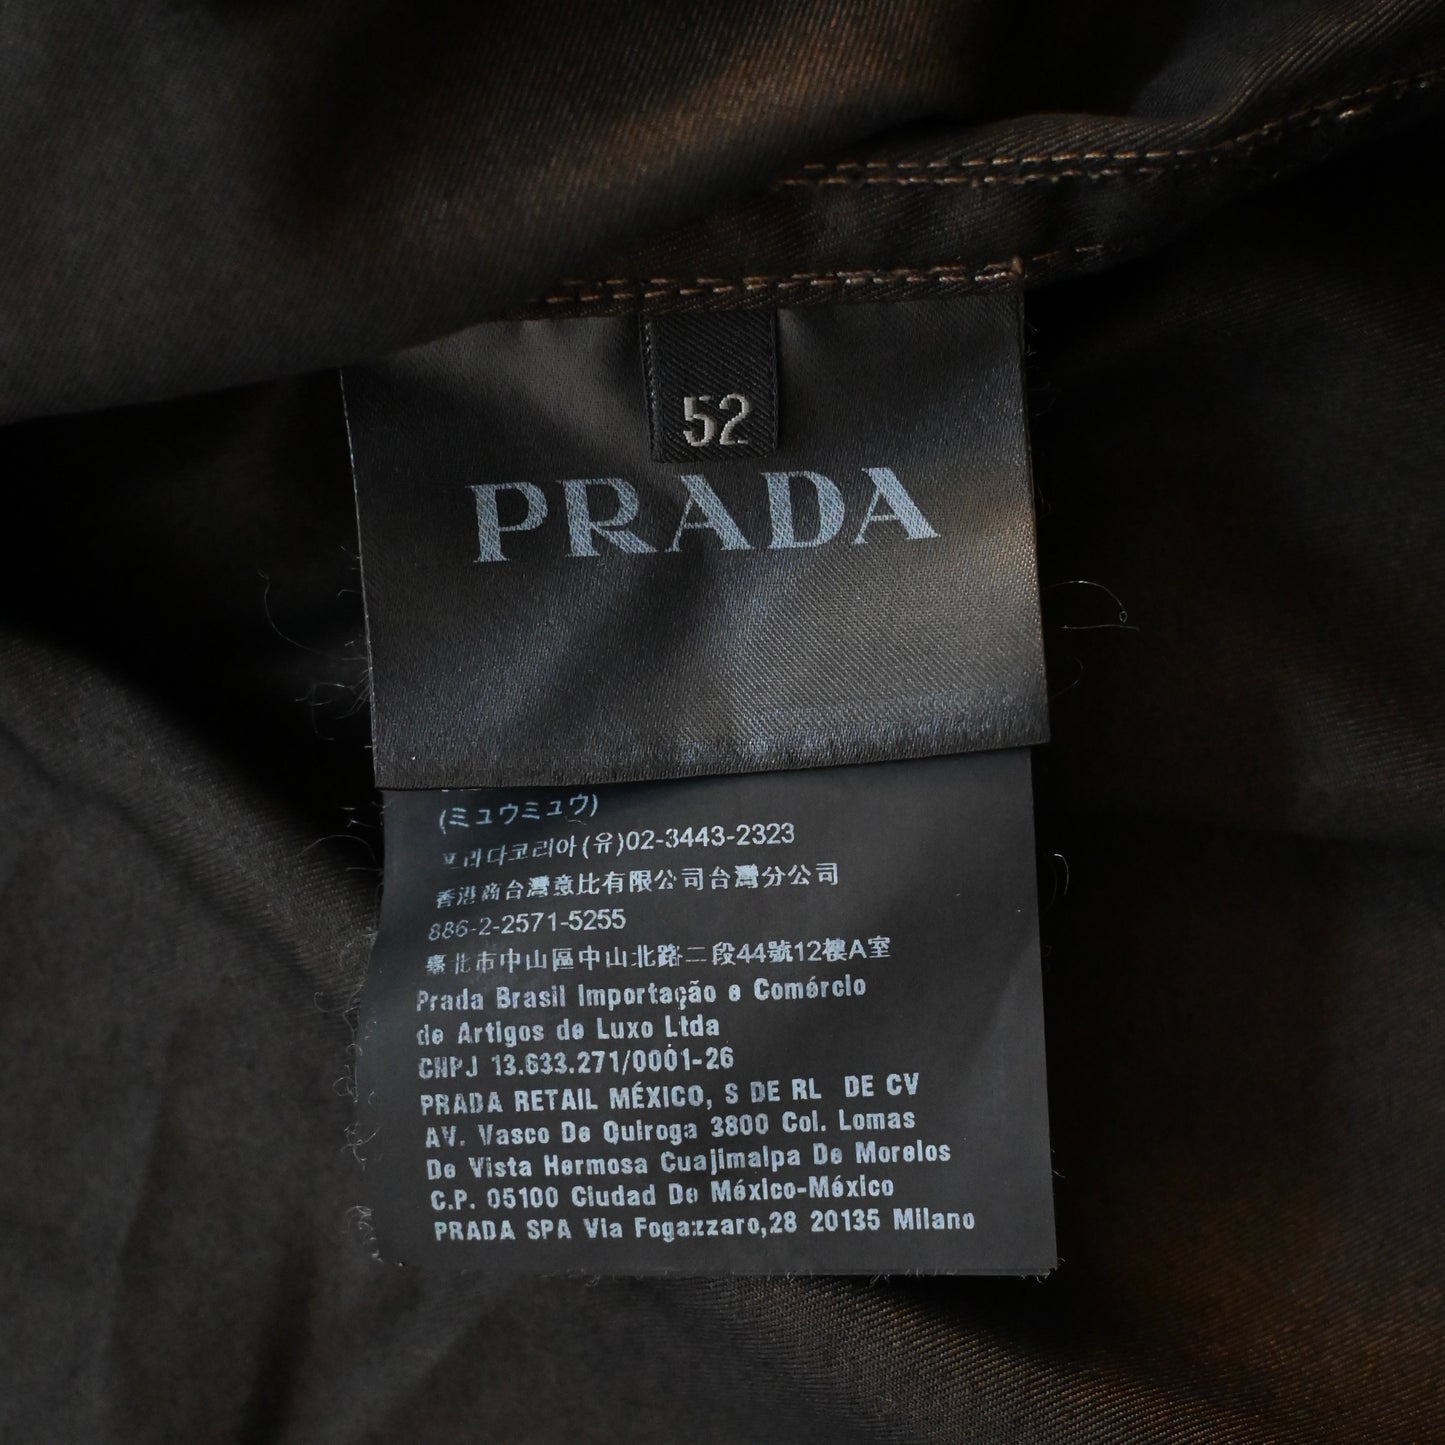 52
PRADA
(ミュウミュウ)
프라다코리아(유)02-3443-2323
香港商台灣意比有限公司台灣分公司
886-2-2571-5255
臺北市中山區中山北路二段44號12樓A室
Prada Brasil Importação e Comércio
de Artigos de Luxo Ltda
CNPJ 13.633.271/0001-26
PRADA RETAIL MÉXICO, S DE RL DE CV
AV. Vasco De Quiroga 3800 Col. Lomas
De Vista Hermosa Cuajimalpa De Morelos
C.P. 05100 Ciudad De México-México
PRADA SPA Via Fogazzaro,28 20135 Milano